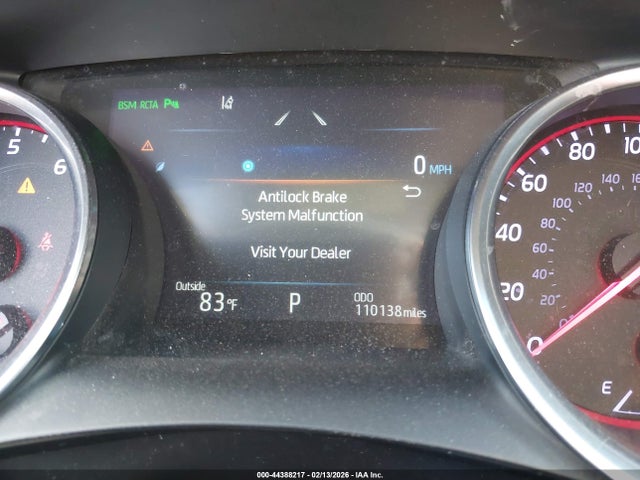 BSM RCTA P
0 MPH
Antilock Brake
System Malfunction
Visit Your Dealer
Outside
83°F
P
ODO
110138 miles
5
6
0
20
40
60
80
0
20
40
60
80
100
120
140
E
000-44388217 - 02/13/2026 - IAA Inc.